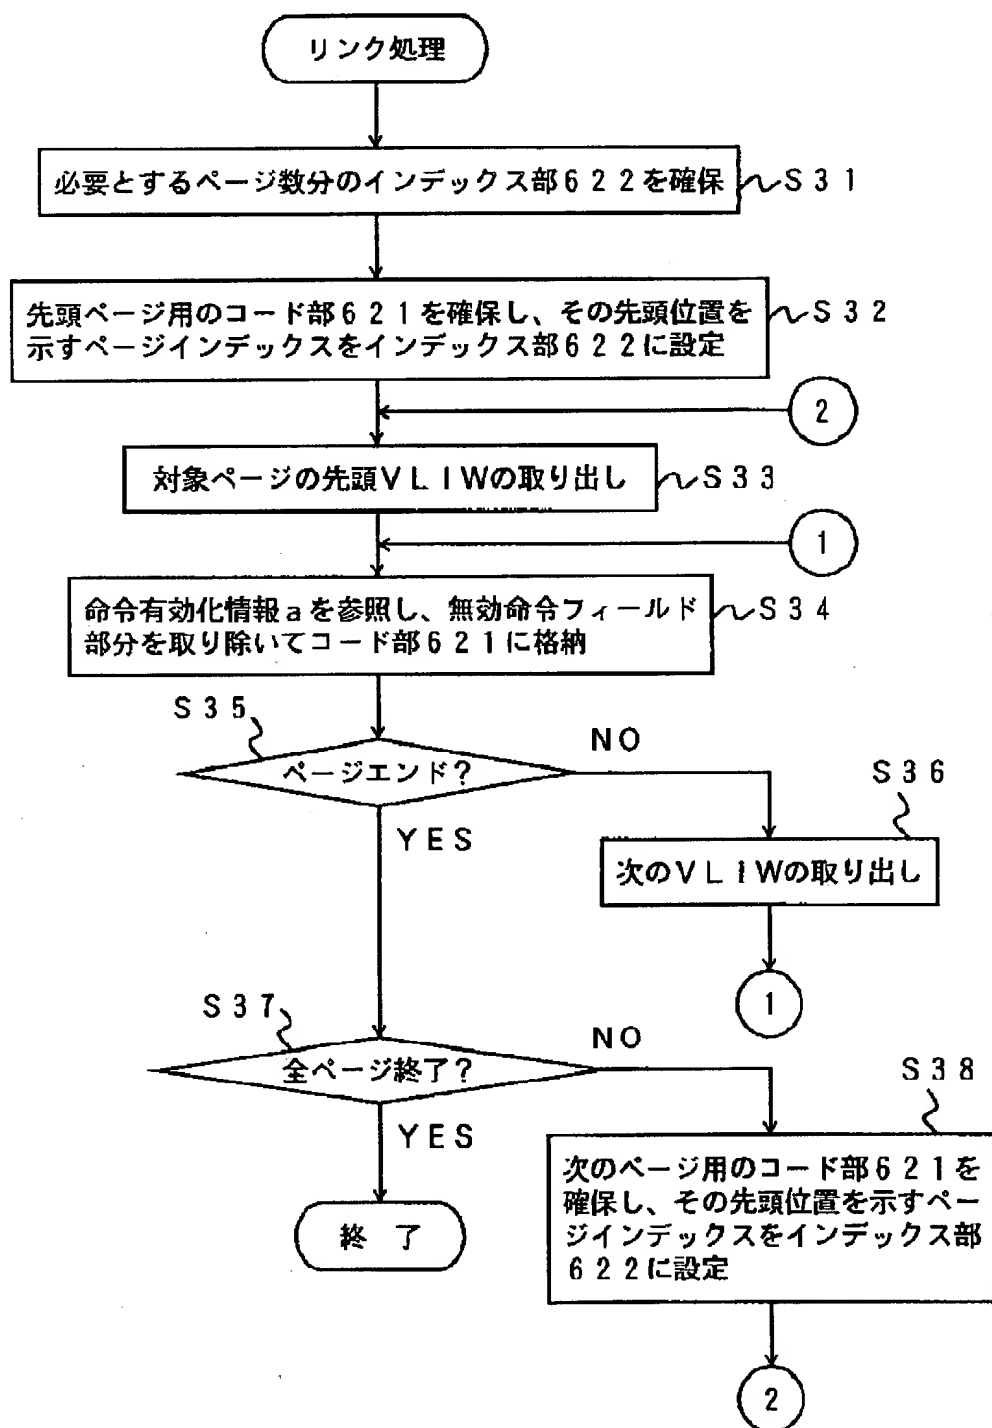 リンク処理
必要とするページ数分のインデックス部622を確保
S31
先頭ページ用のコード部621を確保し、その先頭位置を
示すページインデックスをインデックス部622に設定
S32
2
対象ページの先頭VLIWの取り出し
S33
1
命令有効化情報aを参照し、無効命令フィールド
部分を取り除いてコード部621に格納
S34
S35
ページエンド?
NO
YES
S36
次のVLIWの取り出し
1
S37
全ページ終了?
NO
YES
S38
次のページ用のコード部621を
確保し、その先頭位置を示すペー
ジインデックスをインデックス部
622に設定
終 了
2